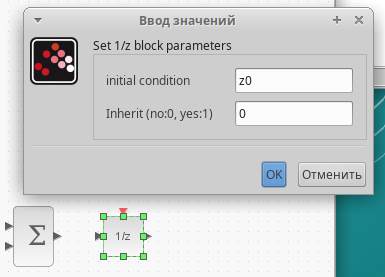 Ввод значений
Set 1/z block parameters
initial condition
z0
Inherit (no:0, yes:1)
0
OK
Отменить
Σ
1/z